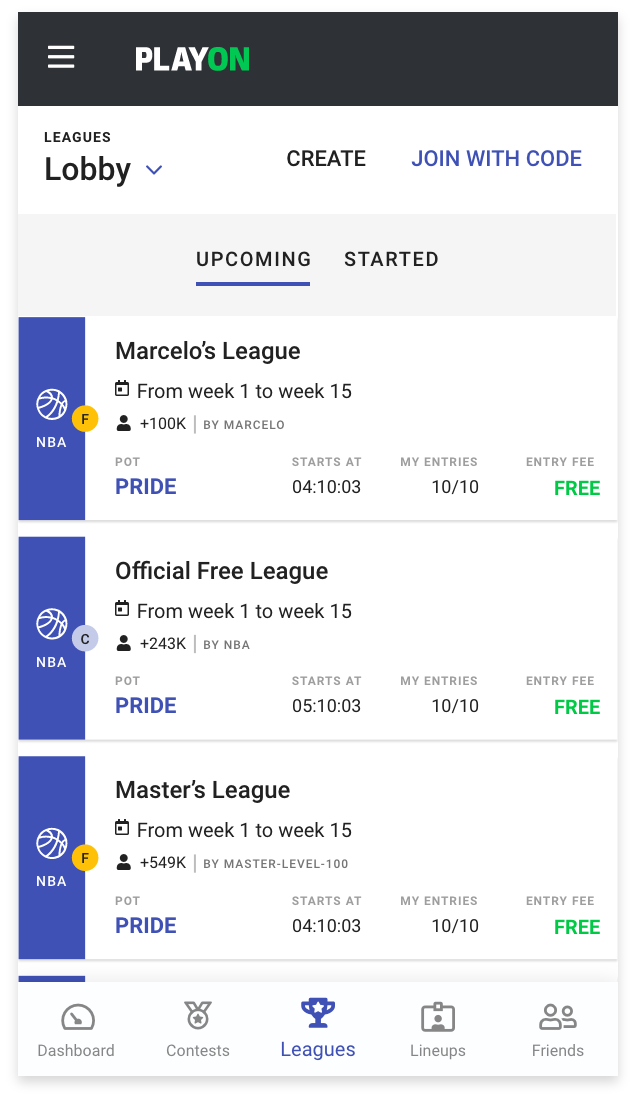 PLAYON
LEAGUES
Lobby
CREATE
JOIN WITH CODE
UPCOMING
STARTED
NBA
F
Marcelo’s League
From week 1 to week 15
+100K | BY MARCELO
POT
STARTS AT
MY ENTRIES
ENTRY FEE
PRIDE
04:10:03
10/10
FREE
NBA
C
Official Free League
From week 1 to week 15
+243K | BY NBA
POT
STARTS AT
MY ENTRIES
ENTRY FEE
PRIDE
05:10:03
10/10
FREE
NBA
F
Master’s League
From week 1 to week 15
+549K | BY MASTER-LEVEL-100
POT
STARTS AT
MY ENTRIES
ENTRY FEE
PRIDE
04:10:03
10/10
FREE
Dashboard
Contests
Leagues
Lineups
Friends